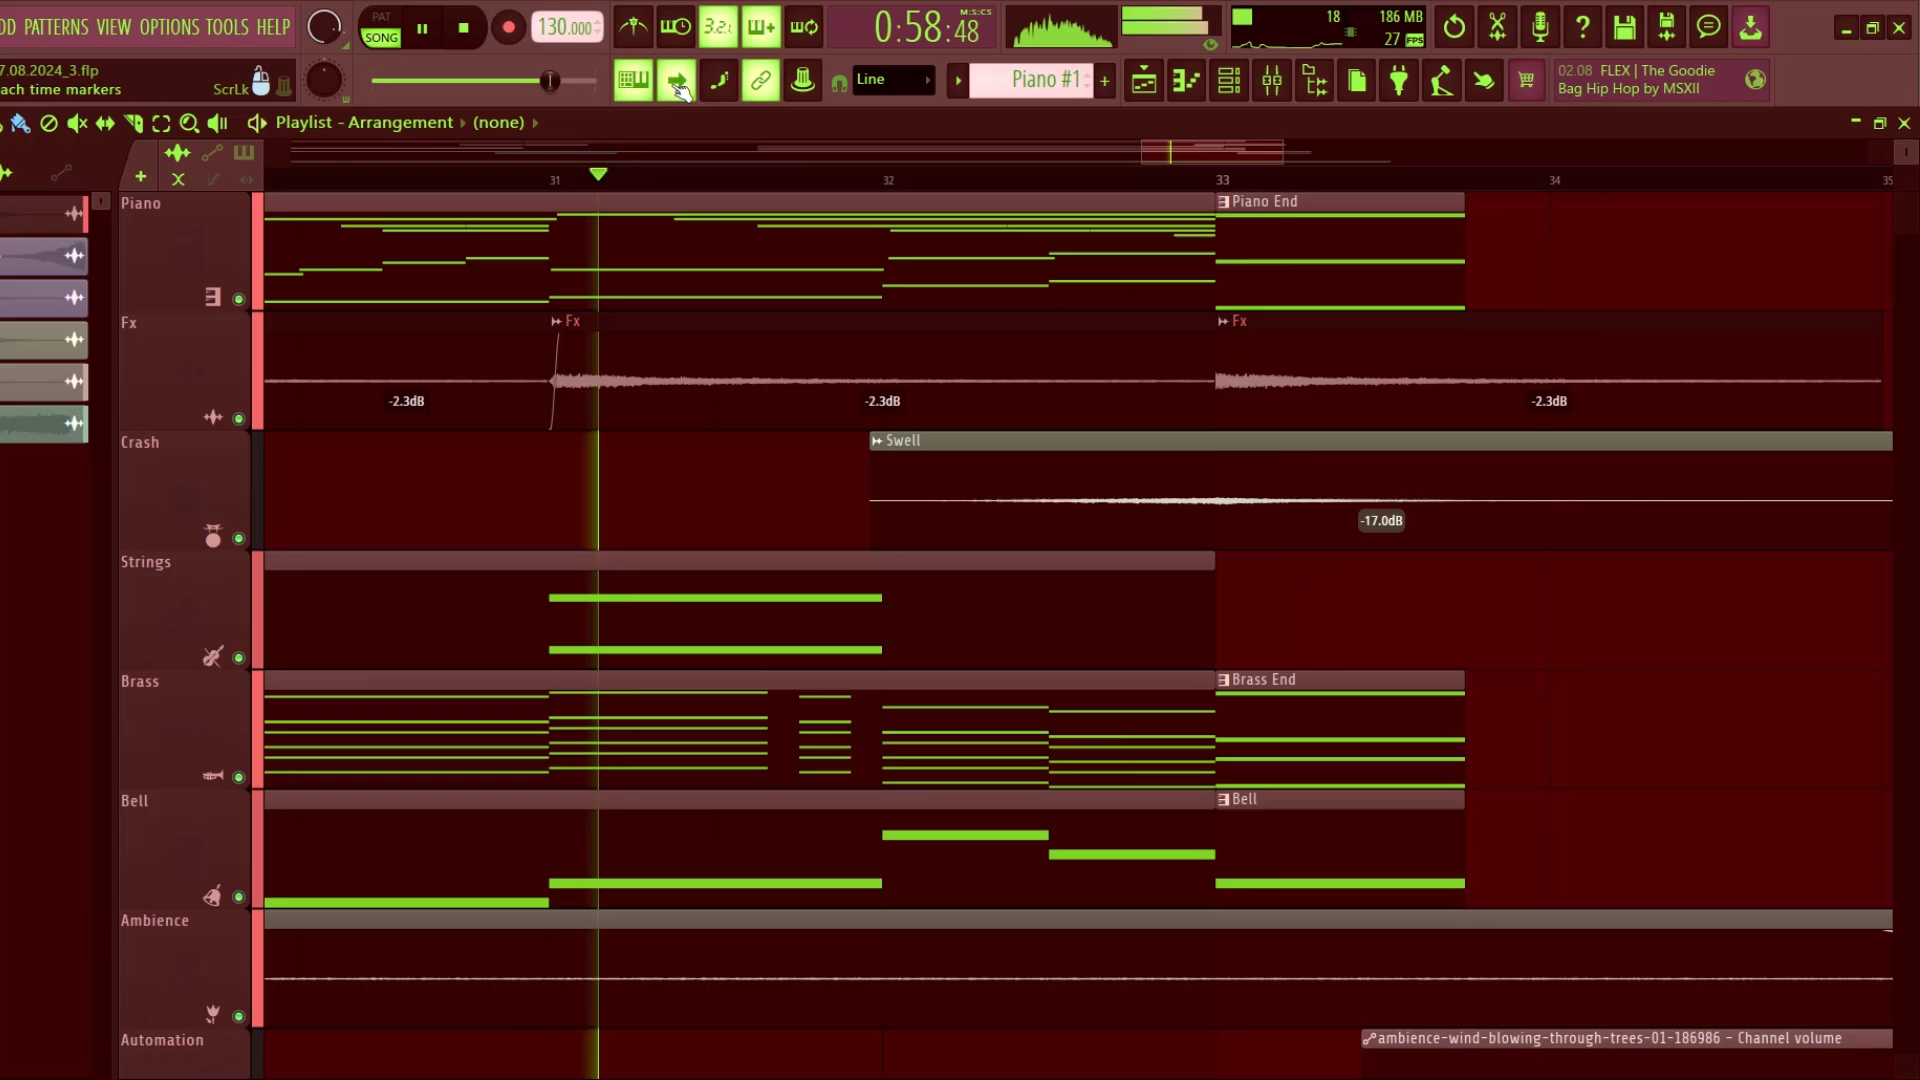 DD PATTERNS VIEW OPTIONS TOOLS HELP
PAT
SONG
130.000
3.2.1
0:58:48
M:S:CS
18
186 MB
27 FPS
7.08.2024_3.flp
ach time markers
ScrLk
Line
Piano #1
+
02.08 FLEX | The Goodie
Bag Hip Hop by MSXII
Playlist - Arrangement
(none)
31
32
33
34
35
Piano
Piano End
Fx
Fx
Fx
-2.3dB
-2.3dB
-2.3dB
Crash
Swell
-17.0dB
Strings
Brass
Brass End
Bell
Bell
Ambience
Automation
ambience-wind-blowing-through-trees-01-186986 - Channel volume